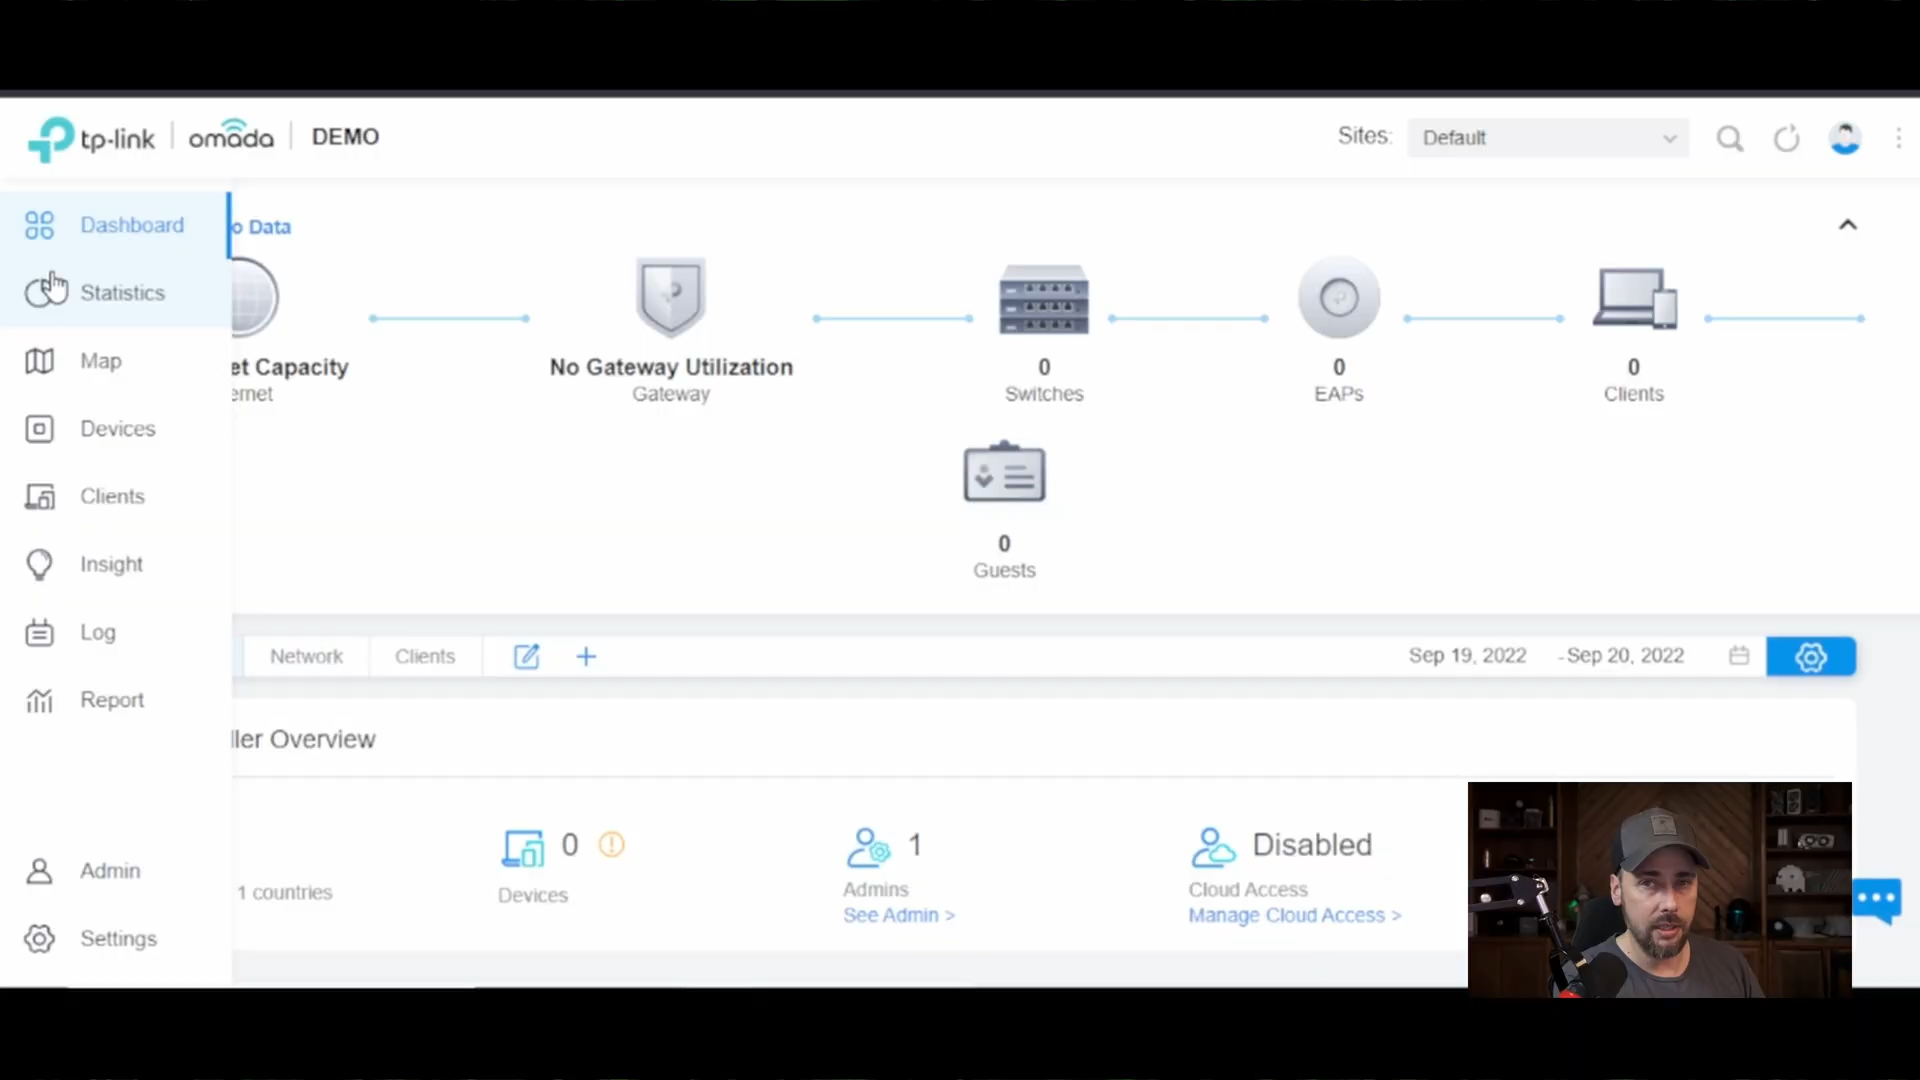 tp-link | omada | DEMO
Sites: Default
Dashboard
Statistics
Map
Devices
Clients
Insight
Log
Report
Admin
Settings
o Data
et Capacity
ernet
No Gateway Utilization
Gateway
0
Switches
0
EAPs
0
Clients
0
Guests
Network
Clients
Sep 19, 2022 - Sep 20, 2022
ller Overview
1 countries
0
Devices
1
Admins
See Admin >
Disabled
Cloud Access
Manage Cloud Access >